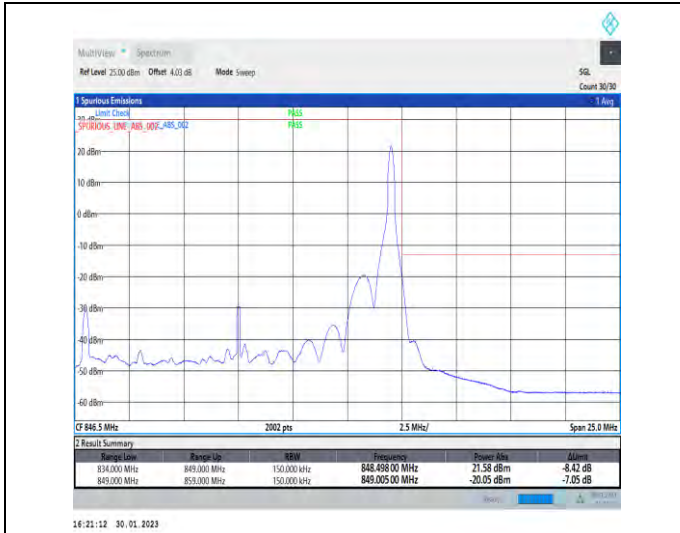 MultiView Spectrum
Ref Level 25.00 dBm Offset 4.03 dB Mode Sweep SGL
Count 30/30
1 Spurious Emissions 1 Avg
Limit Check PASS
_SPURIOUS_LINE_ABS_002 PASS
20 dBm
10 dBm
0 dBm
-10 dBm
-20 dBm
-30 dBm
-40 dBm
-50 dBm
-60 dBm
CF 846.5 MHz 2002 pts 2.5 MHz/ Span 25.0 MHz
2 Result Summary
Range Low Range Up RBW Frequency Power Abs ΔLimit
834.000 MHz 849.000 MHz 150.000 kHz 848.49800 MHz 21.58 dBm -8.42 dB
849.000 MHz 859.000 MHz 150.000 kHz 849.00500 MHz -20.05 dBm -7.05 dB
16:21:12 30.01.2023